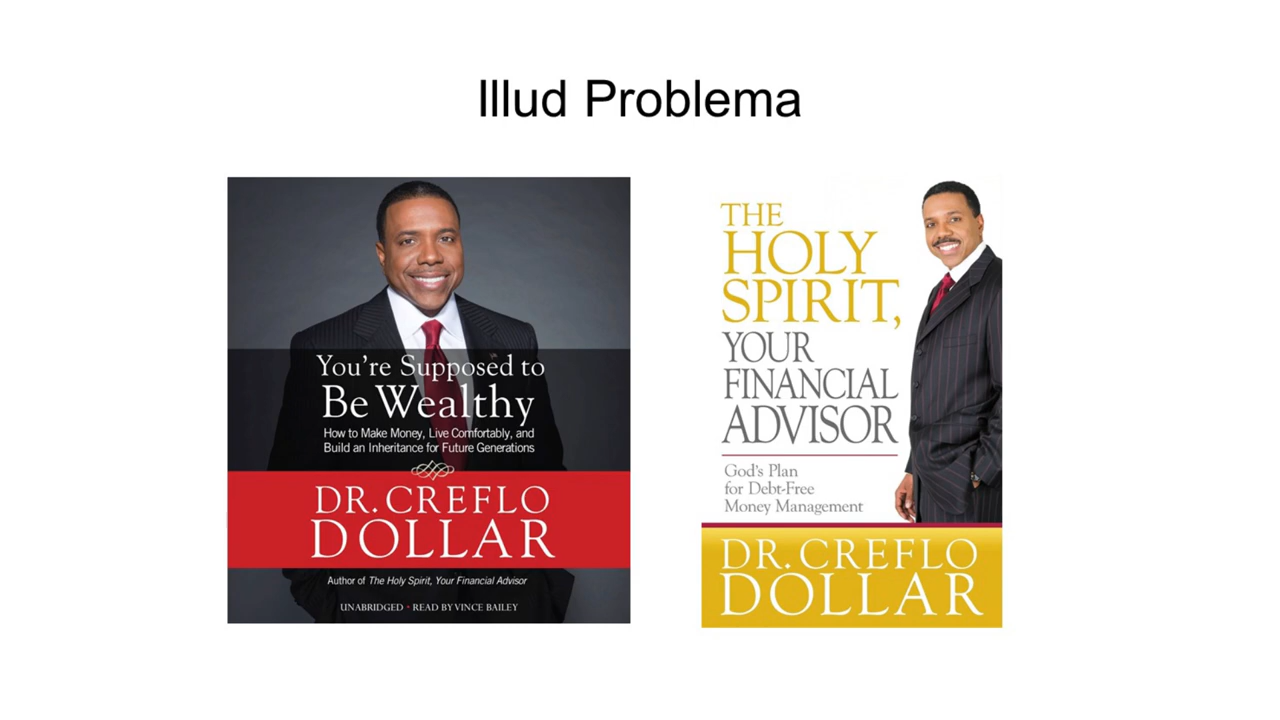 Illud Problema
You're Supposed to
Be Wealthy
How to Make Money, Live Comfortably, and
Build an Inheritance for Future Generations
DR. CREFLO
DOLLAR
Author of The Holy Spirit, Your Financial Advisor
UNABRIDGED • READ BY VINCE BAILEY
THE
HOLY
SPIRIT,
YOUR
FINANCIAL
ADVISOR
God's Plan
for Debt-Free
Money Management
DR. CREFLO
DOLLAR